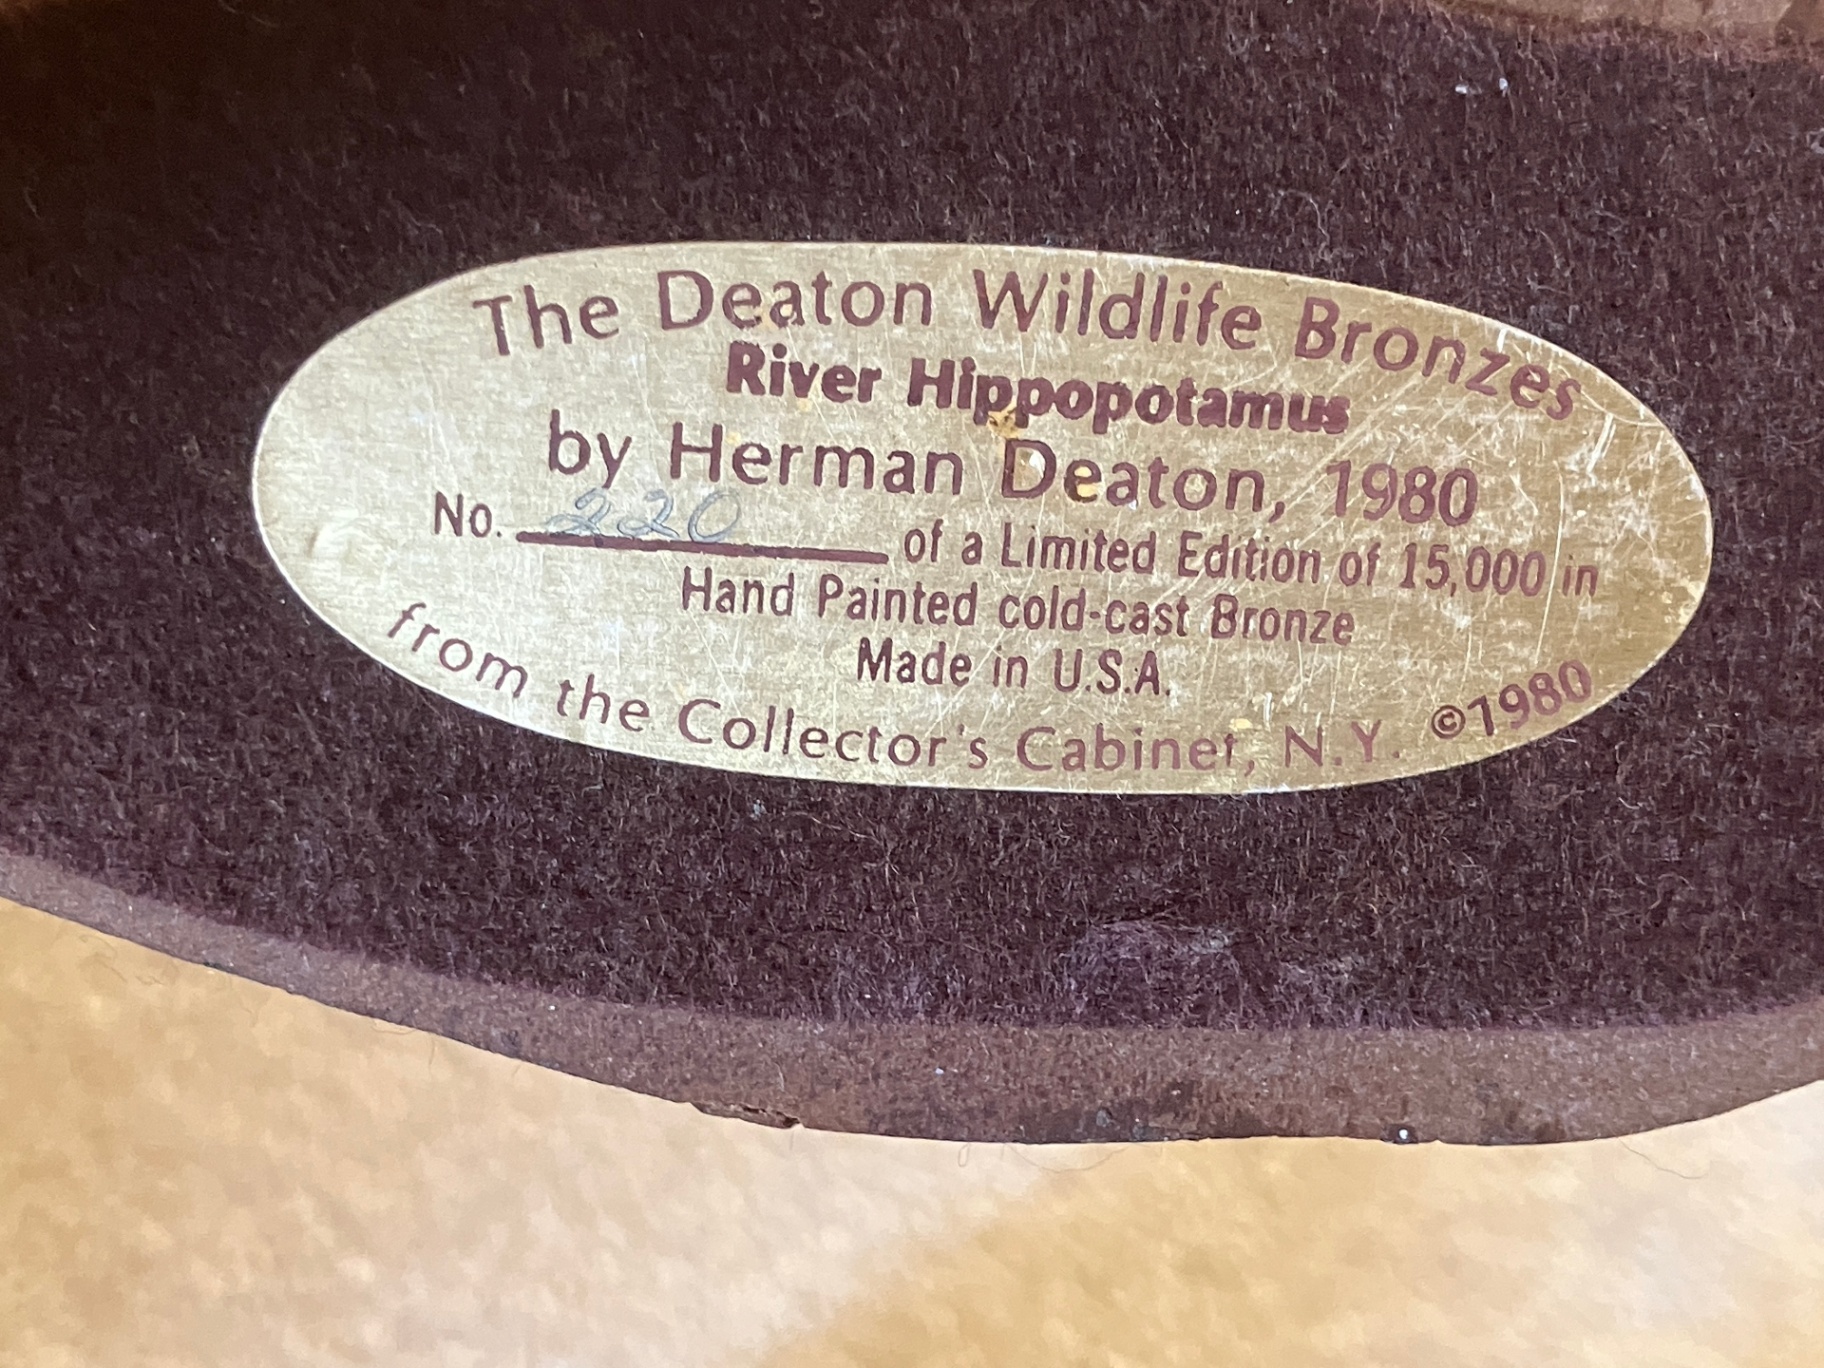 The Deaton Wildlife Bronzes
River Hippopotamus
by Herman Deaton, 1980
No. 220 of a Limited Edition of 15,000 in
Hand Painted cold-cast Bronze
Made in U.S.A.
from the Collector's Cabinet, N.Y. ©1980